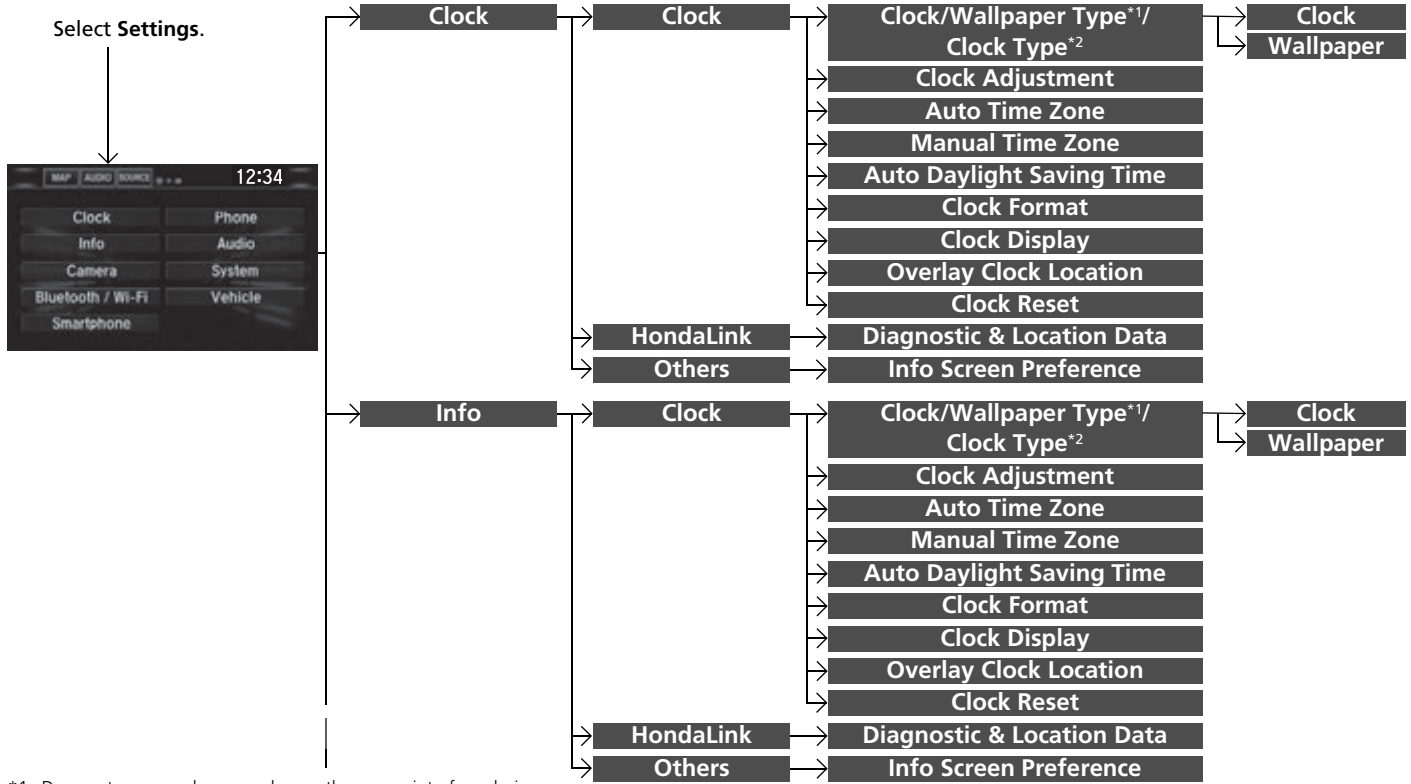 Select Settings.
MAP AUDIO SOURCE 12:34
Clock Phone
Info Audio
Camera System
Bluetooth / Wi-Fi Vehicle
Smartphone
Clock
Clock
Clock/Wallpaper Type*1/
Clock Type*2
Clock
Wallpaper
Clock Adjustment
Auto Time Zone
Manual Time Zone
Auto Daylight Saving Time
Clock Format
Clock Display
Overlay Clock Location
Clock Reset
HondaLink
Diagnostic & Location Data
Others
Info Screen Preference
Info
Clock
Clock/Wallpaper Type*1/
Clock Type*2
Clock
Wallpaper
Clock Adjustment
Auto Time Zone
Manual Time Zone
Auto Daylight Saving Time
Clock Format
Clock Display
Overlay Clock Location
Clock Reset
HondaLink
Diagnostic & Location Data
Others
Info Screen Preference